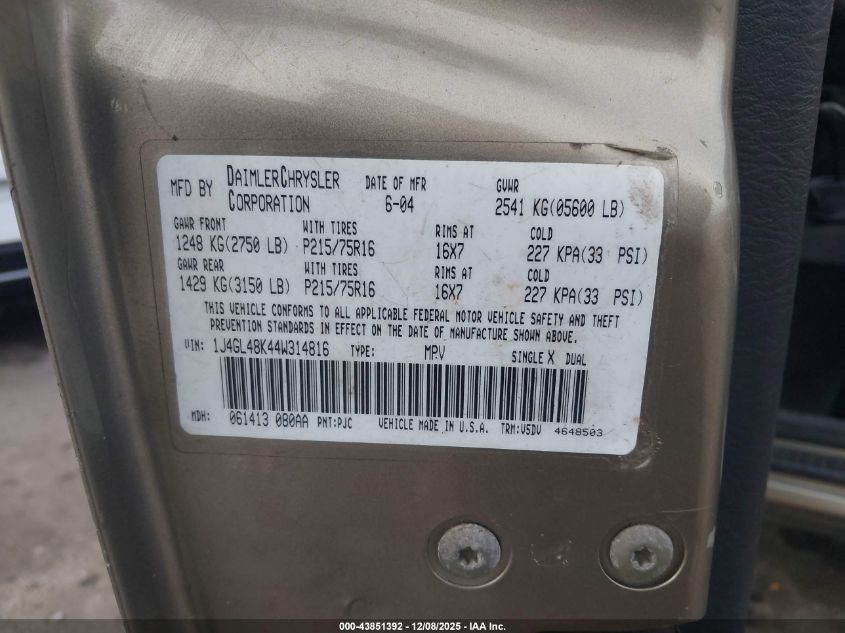 MFD BY DAIMLERCHRYSLER CORPORATION DATE OF MFR 6-04 GVWR 2541 KG(05600 LB)
GAWR FRONT WITH TIRES RIMS AT COLD
1248 KG(2750 LB) P215/75R16 16X7 227 KPA(33 PSI)
GAWR REAR WITH TIRES RIMS AT COLD
1429 KG(3150 LB) P215/75R16 16X7 227 KPA(33 PSI)
THIS VEHICLE CONFORMS TO ALL APPLICABLE FEDERAL MOTOR VEHICLE SAFETY AND THEFT
PREVENTION STANDARDS IN EFFECT ON THE DATE OF MANUFACTURE SHOWN ABOVE.
VIN: 1J4GL48K44W314816 TYPE: MPV SINGLE X DUAL
MDH: 061413 080AA PNT:PJC VEHICLE MADE IN U.S.A. TRM:V5DV 4648503
000-43851392 | 12/08/2025 - IAA Inc.